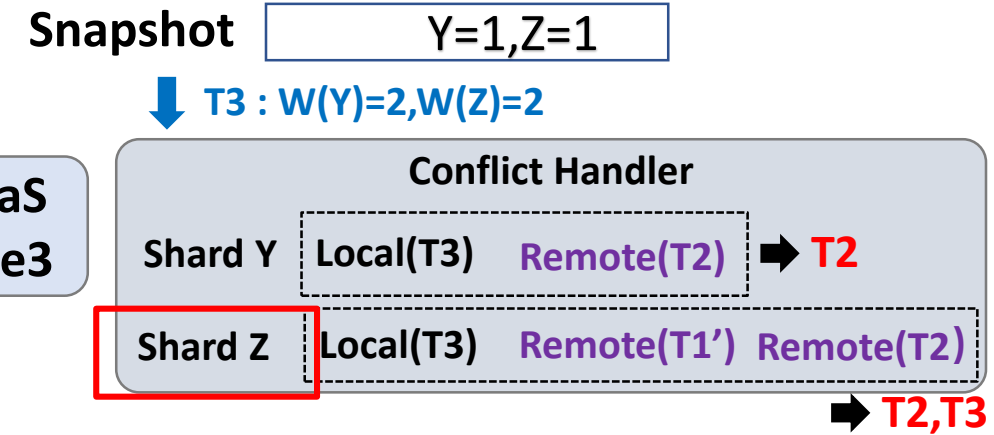 Snapshot Y=1,Z=1
T3 : W(Y)=2,W(Z)=2
Conflict Handler
aS
e3
Shard Y Local(T3) Remote(T2) T2
Shard Z Local(T3) Remote(T1’) Remote(T2)
T2,T3